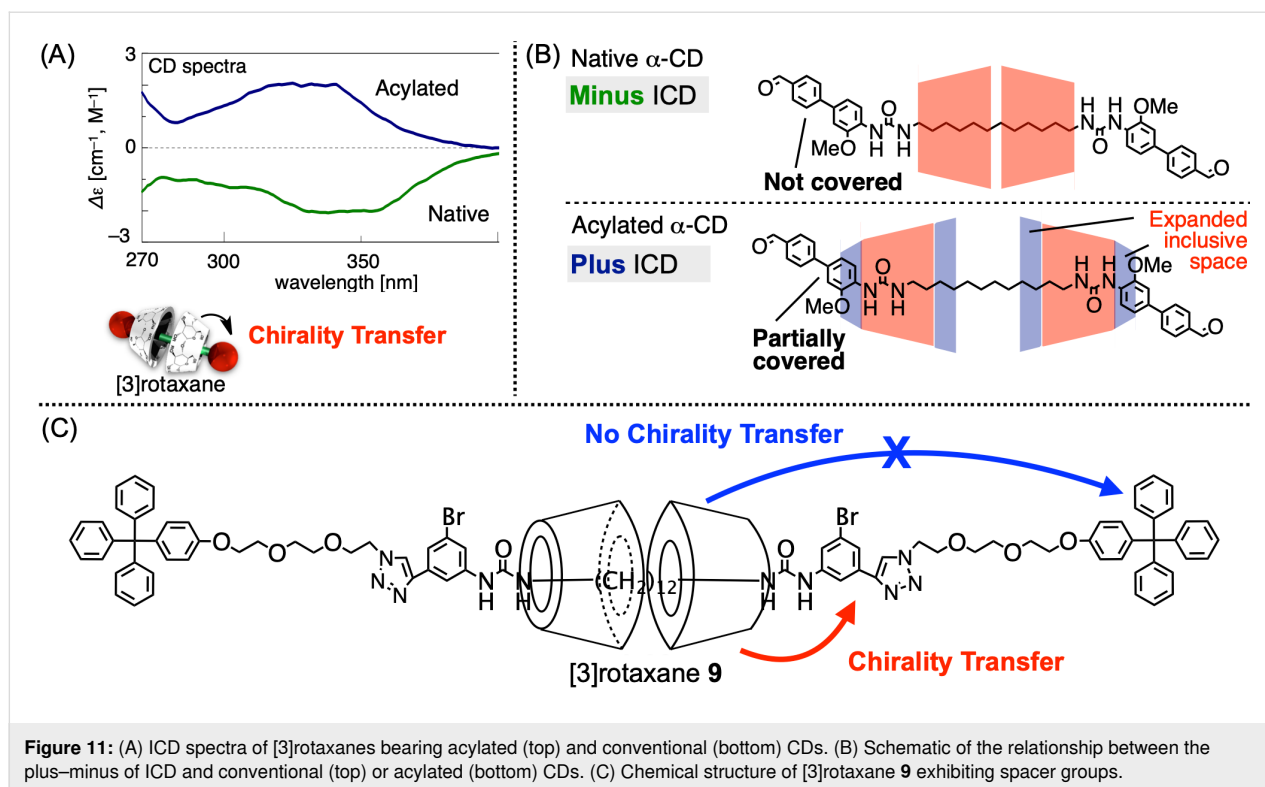 (A)
3
CD spectra
Acylated
0
Δε [cm⁻¹, M⁻¹]
Native
–3
270 300 350
wavelength [nm]
Chirality Transfer
[3]rotaxane
(B)
Native α-CD
Minus ICD
O
MeO
N
H
O
N
H
H
N
O
H
N
OMe
O
Not covered
Acylated α-CD
Plus ICD
Expanded
inclusive
space
O
MeO
N
H
O
N
H
H
N
O
H
N
OMe
O
Partially
covered
(C)
No Chirality Transfer
X
O O O N N N Br N H O N H (CH₂)₁₂ N H O N H Br N N N O O O
Chirality Transfer
[3]rotaxane 9
Figure 11: (A) ICD spectra of [3]rotaxanes bearing acylated (top) and conventional (bottom) CDs. (B) Schematic of the relationship between the
plus–minus of ICD and conventional (top) or acylated (bottom) CDs. (C) Chemical structure of [3]rotaxane 9 exhibiting spacer groups.